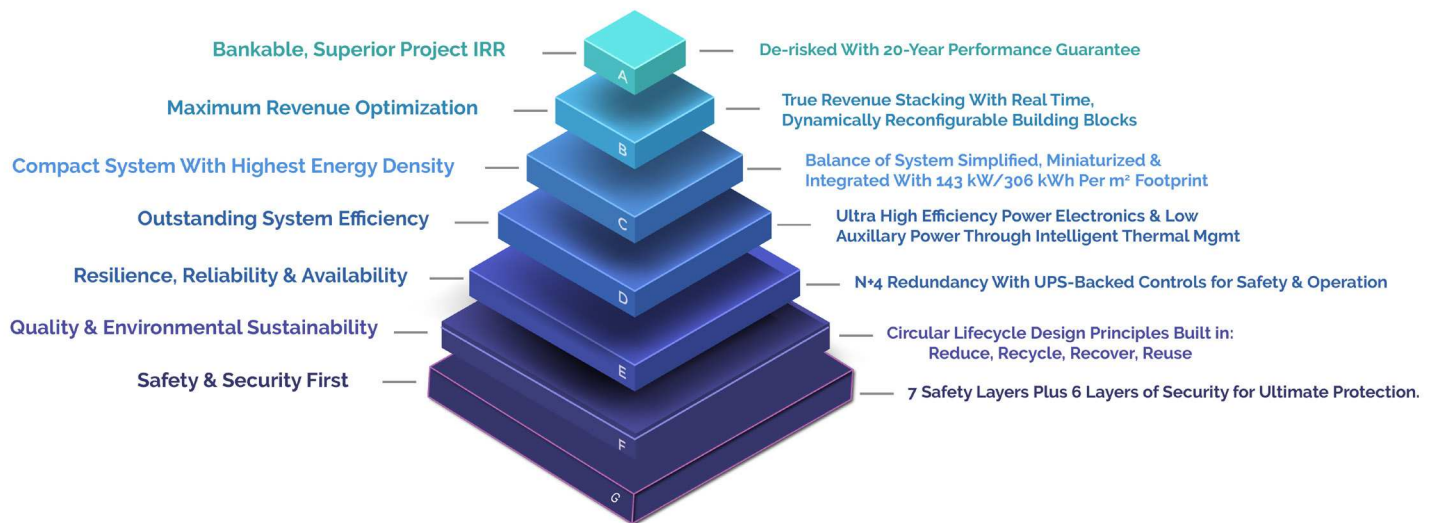 Bankable, Superior Project IRR
A
De-risked With 20-Year Performance Guarantee
Maximum Revenue Optimization
B
True Revenue Stacking With Real Time,
Dynamically Reconfigurable Building Blocks
Compact System With Highest Energy Density
C
Balance of System Simplified, Miniaturized &
Integrated With 143 kW/306 kWh Per m² Footprint
Outstanding System Efficiency
D
Ultra High Efficiency Power Electronics & Low
Auxillary Power Through Intelligent Thermal Mgmt
Resilience, Reliability & Availability
E
N+4 Redundancy With UPS-Backed Controls for Safety & Operation
Quality & Environmental Sustainability
F
Circular Lifecycle Design Principles Built in:
Reduce, Recycle, Recover, Reuse
Safety & Security First
G
7 Safety Layers Plus 6 Layers of Security for Ultimate Protection.